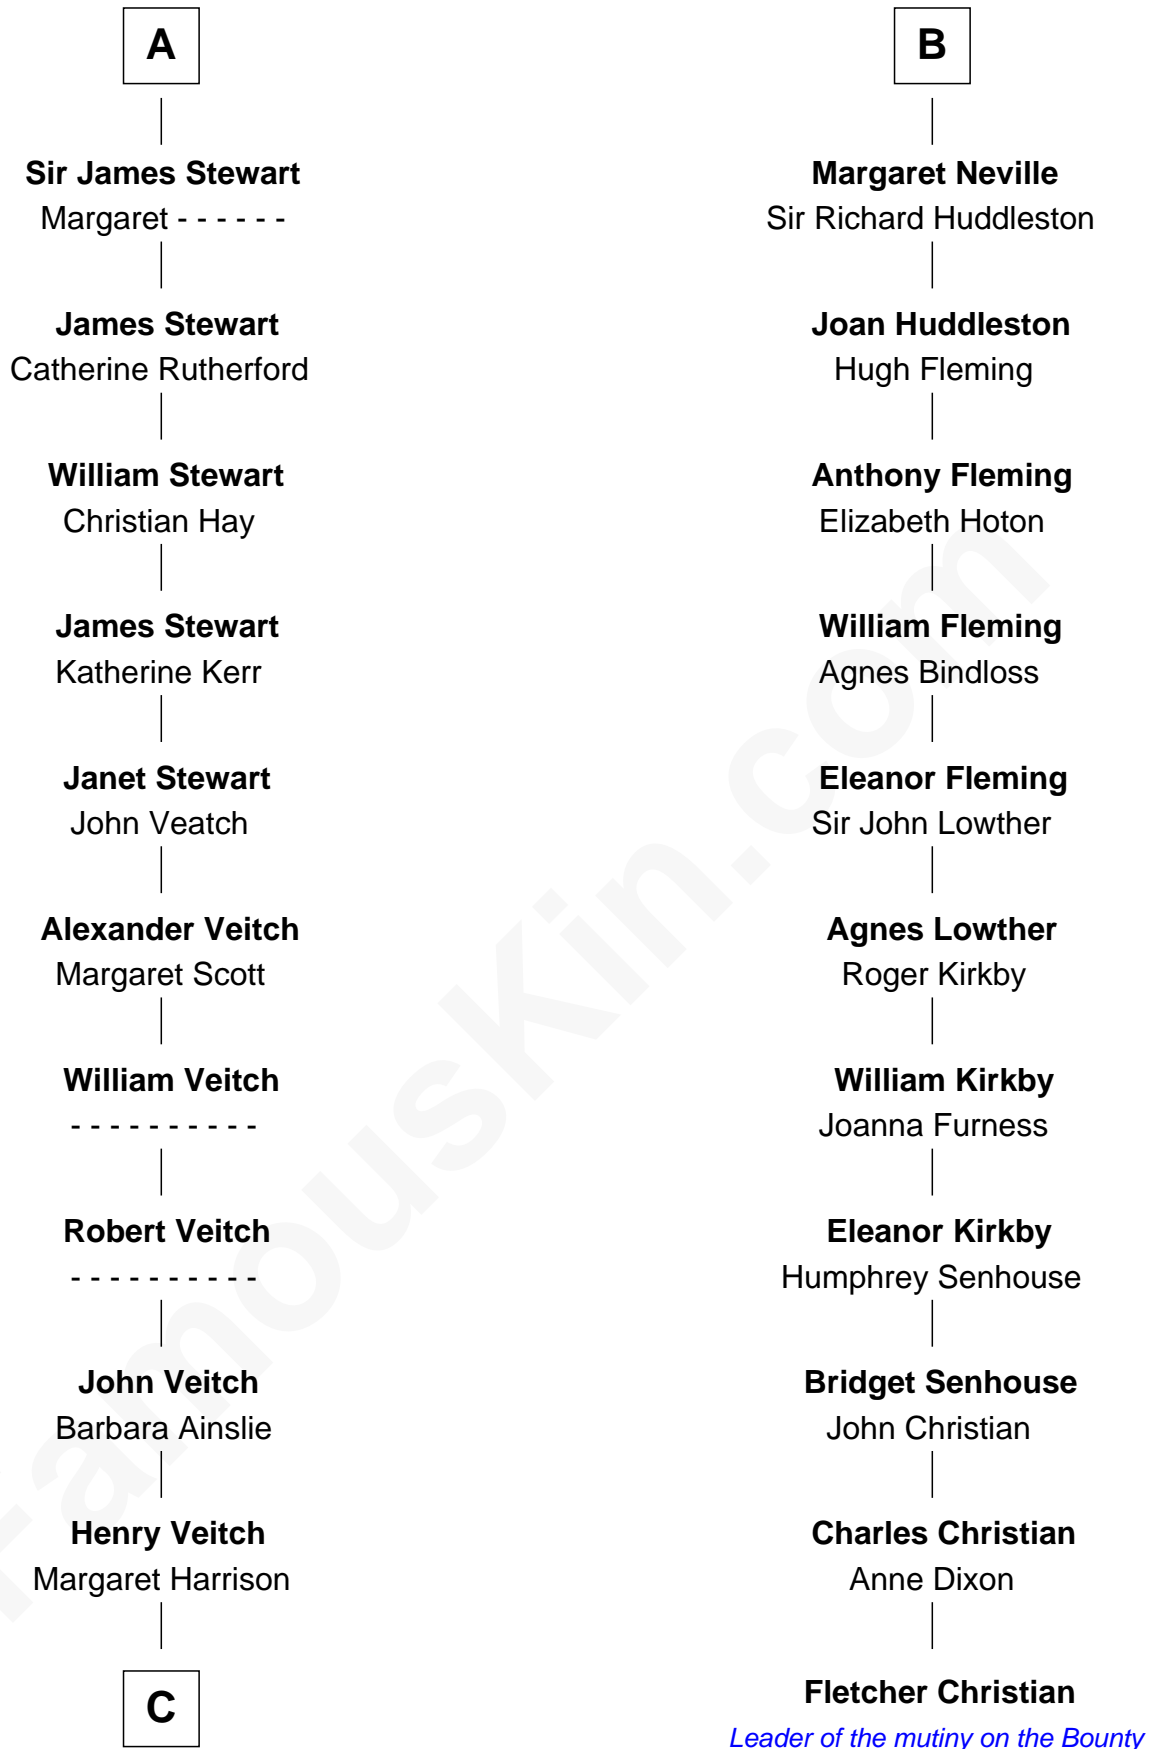 A
Sir James Stewart
Margaret - - - - - -
James Stewart
Catherine Rutherford
William Stewart
Christian Hay
James Stewart
Katherine Kerr
Janet Stewart
John Veatch
Alexander Veitch
Margaret Scott
William Veitch
- - - - - - - - - -
Robert Veitch
- - - - - - - - - -
John Veitch
Barbara Ainslie
Henry Veitch
Margaret Harrison
C
B
Margaret Neville
Sir Richard Huddleston
Joan Huddleston
Hugh Fleming
Anthony Fleming
Elizabeth Hoton
William Fleming
Agnes Bindloss
Eleanor Fleming
Sir John Lowther
Agnes Lowther
Roger Kirkby
William Kirkby
Joanna Furness
Eleanor Kirkby
Humphrey Senhouse
Bridget Senhouse
John Christian
Charles Christian
Anne Dixon
Fletcher Christian
Leader of the mutiny on the Bounty
FamousKin.com